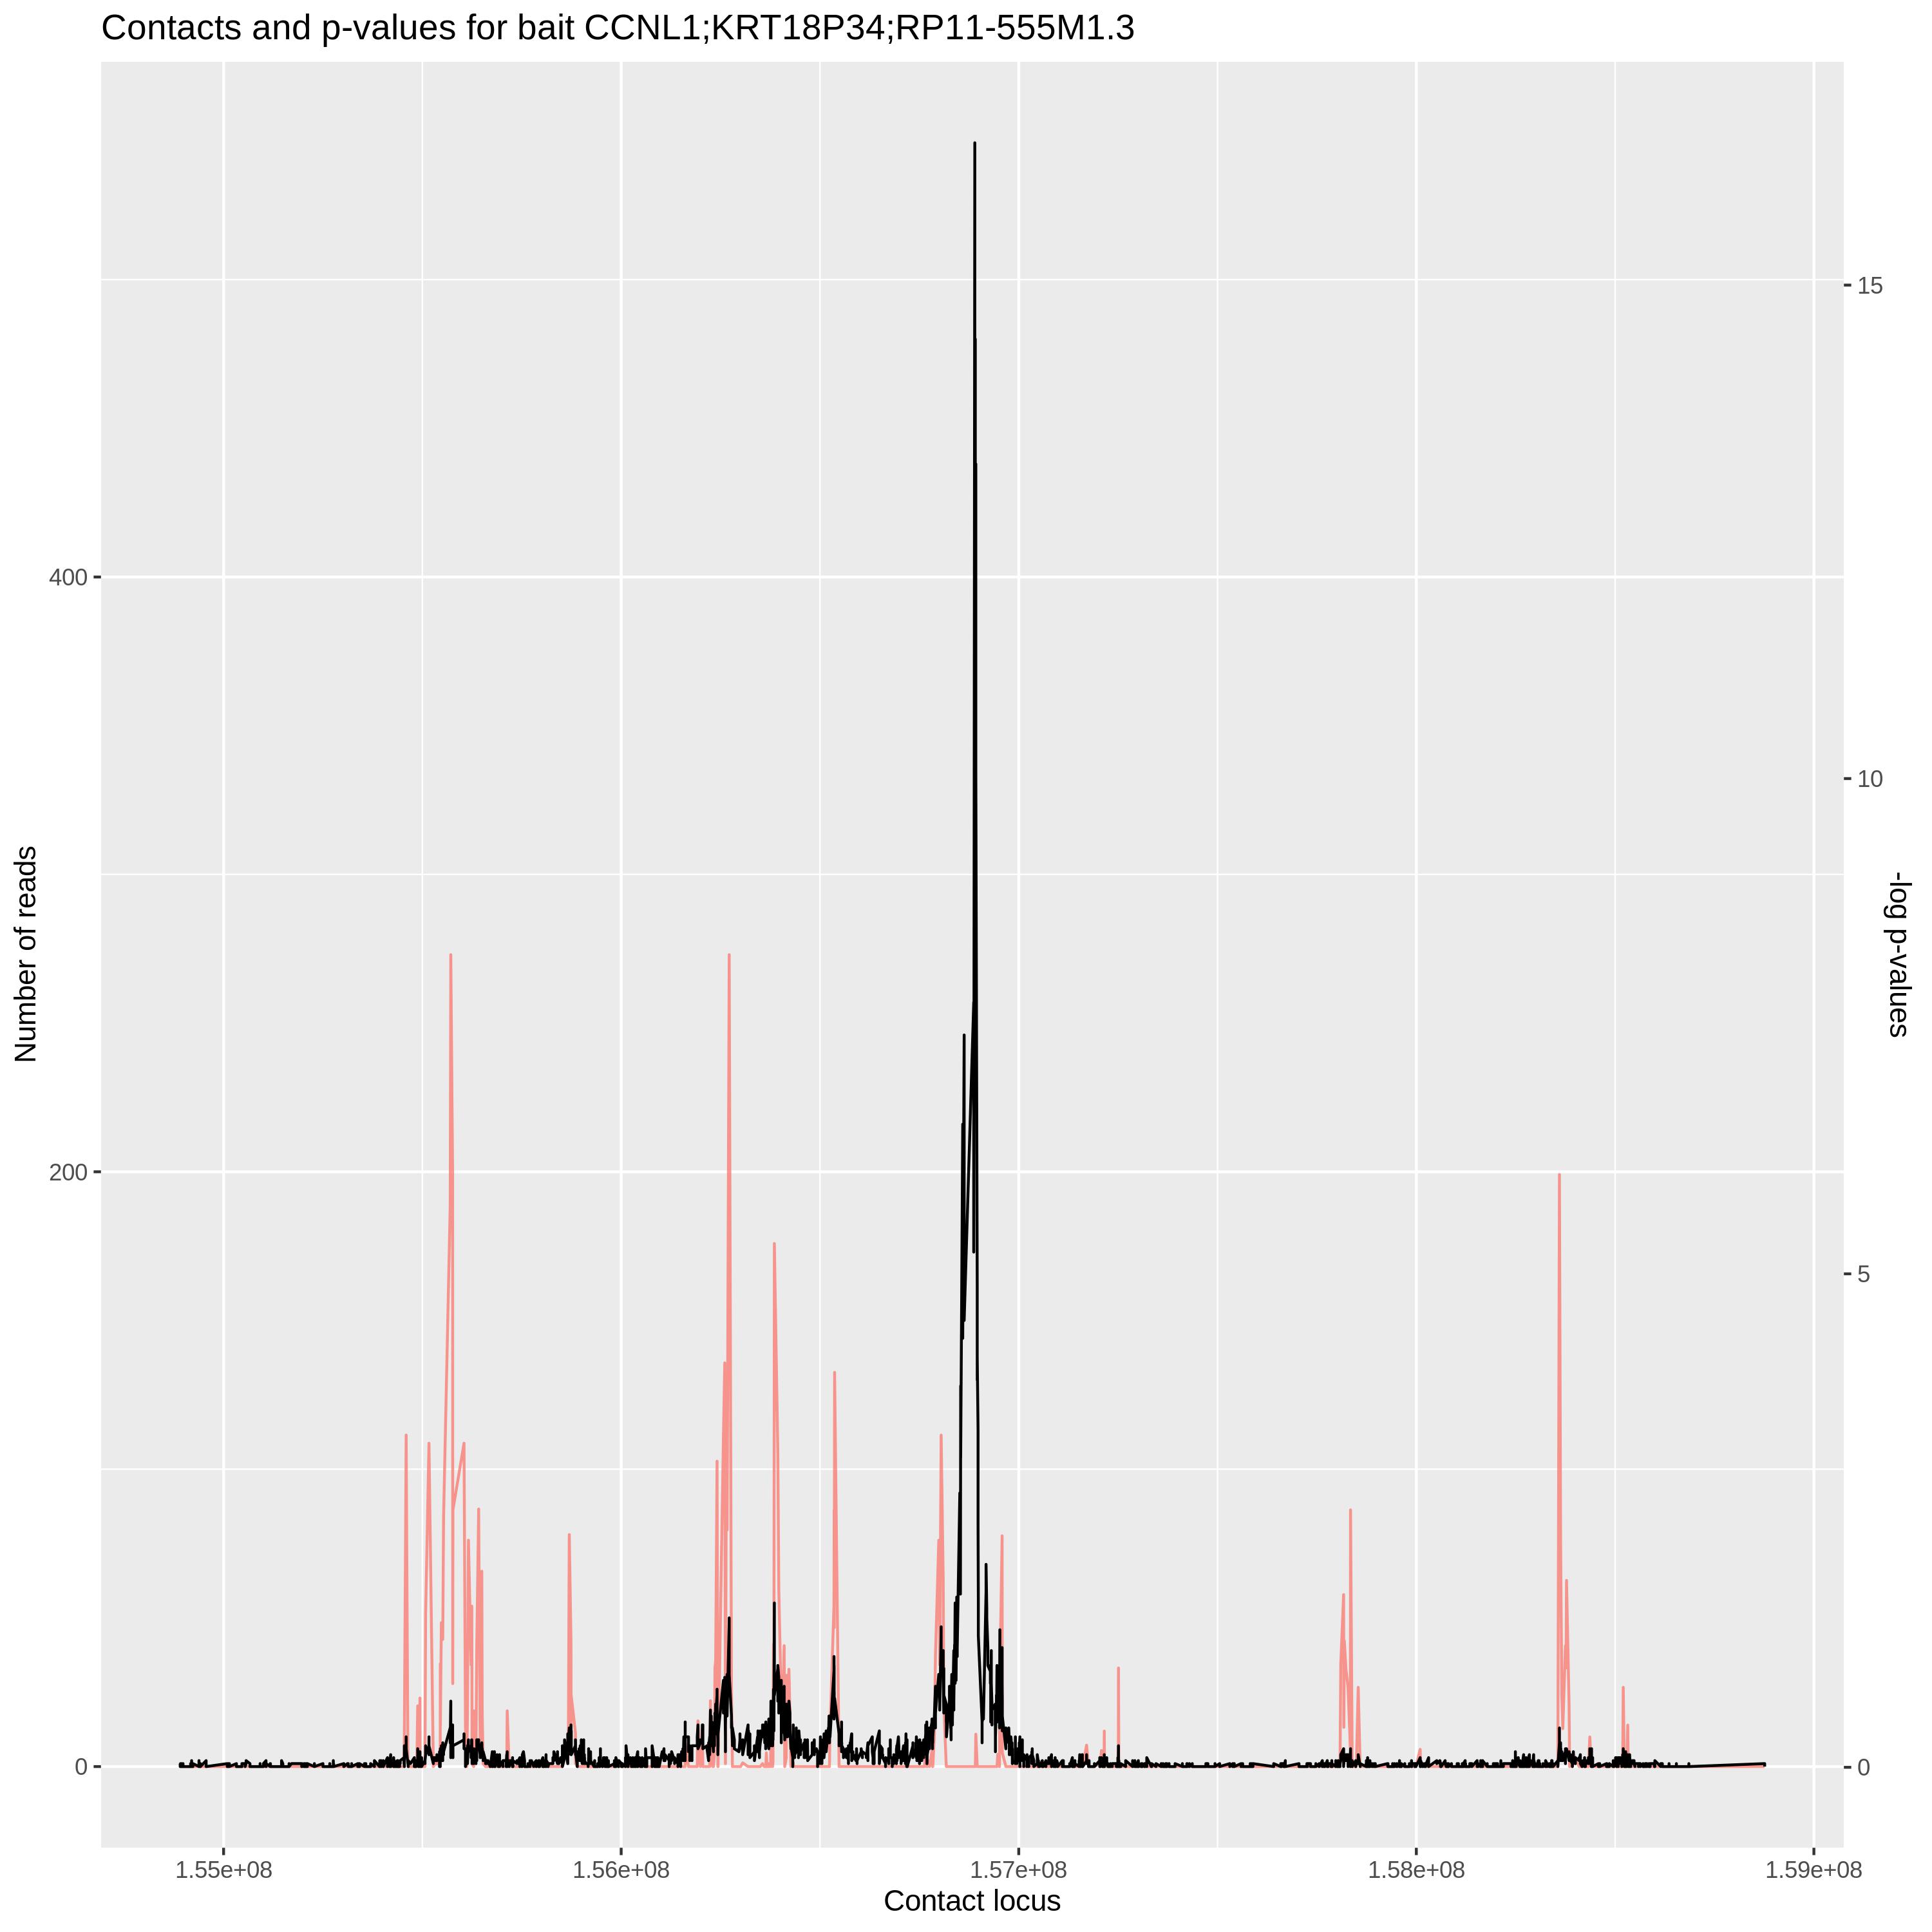 Contacts and p-values for bait CCNL1;KRT18P34;RP11-555M1.3
Number of reads
400
200
0
15
10
5
0
-log p-values
1.55e+08
1.56e+08
1.57e+08
1.58e+08
1.59e+08
Contact locus